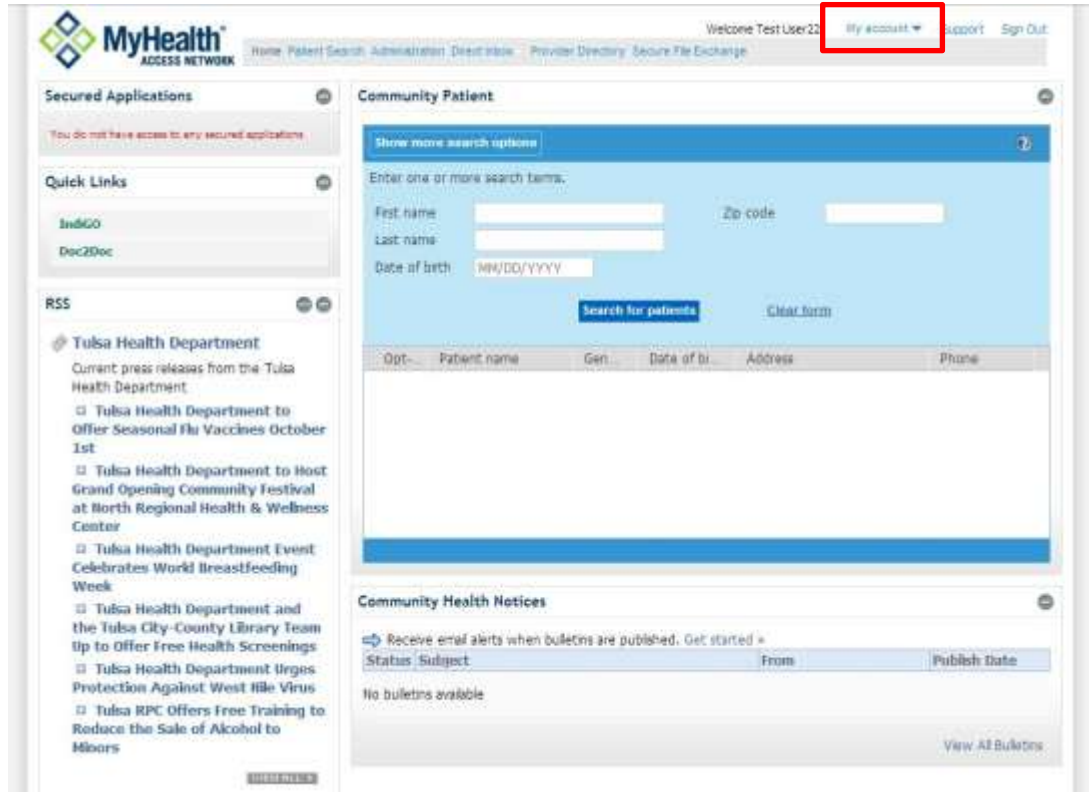 MyHealth
ACCESS NETWORK
Welcome Test User22 My account Support Sign Out
Home Patient Search Administration Direct Inbox Provider Directory Secure File Exchange
Secured Applications
You do not have access to any secured applications
Quick Links
IndiGO
Doc2Doc
RSS
Tulsa Health Department
Current press releases from the Tulsa
Health Department
Tulsa Health Department to
Offer Seasonal Flu Vaccines October
1st
Tulsa Health Department to Host
Grand Opening Community Festival
at North Regional Health & Wellness
Center
Tulsa Health Department Event
Celebrates World Breastfeeding
Week
Tulsa Health Department and
the Tulsa City-County Library Team
Up to Offer Free Health Screenings
Tulsa Health Department Urges
Protection Against West Nile Virus
Tulsa RPC Offers Free Training to
Reduce the Sale of Alcohol to
Minors
Community Patient
Show more search options
Enter one or more search terms.
First name Zip code
Last name
Date of birth MM/DD/YYYY
Search for patients Clear form
Opt-... Patient name Gen... Date of bi... Address Phone
Community Health Notices
Receive email alerts when bulletins are published. Get started »
Status Subject From Publish Date
No bulletins available
View All Bulletins